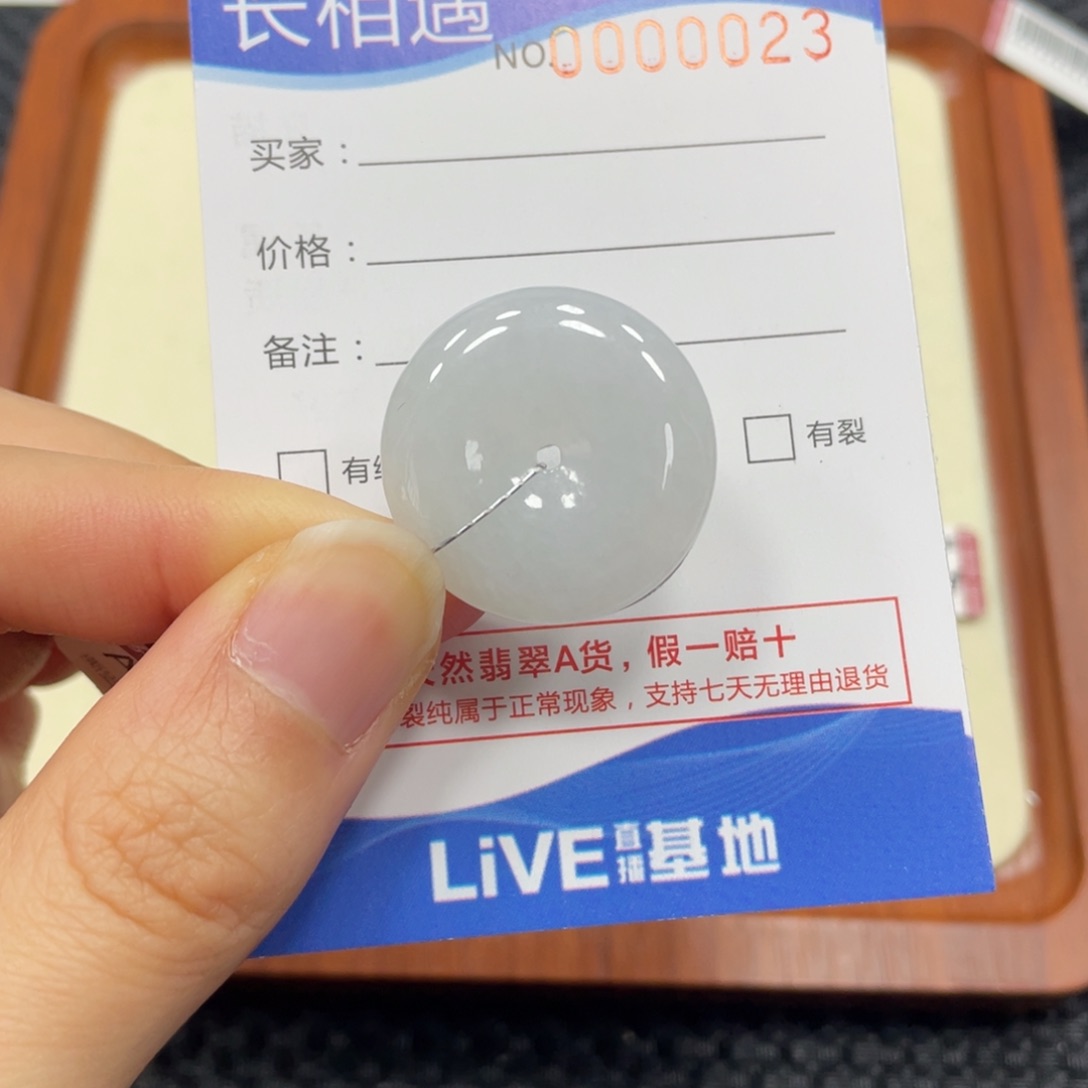 长相遇
NO.0000023
买家：
价格：
备注：
有 有裂
然翡翠A货，假一赔十
裂纯属于正常现象，支持七天无理由退货
LiVE直播基地